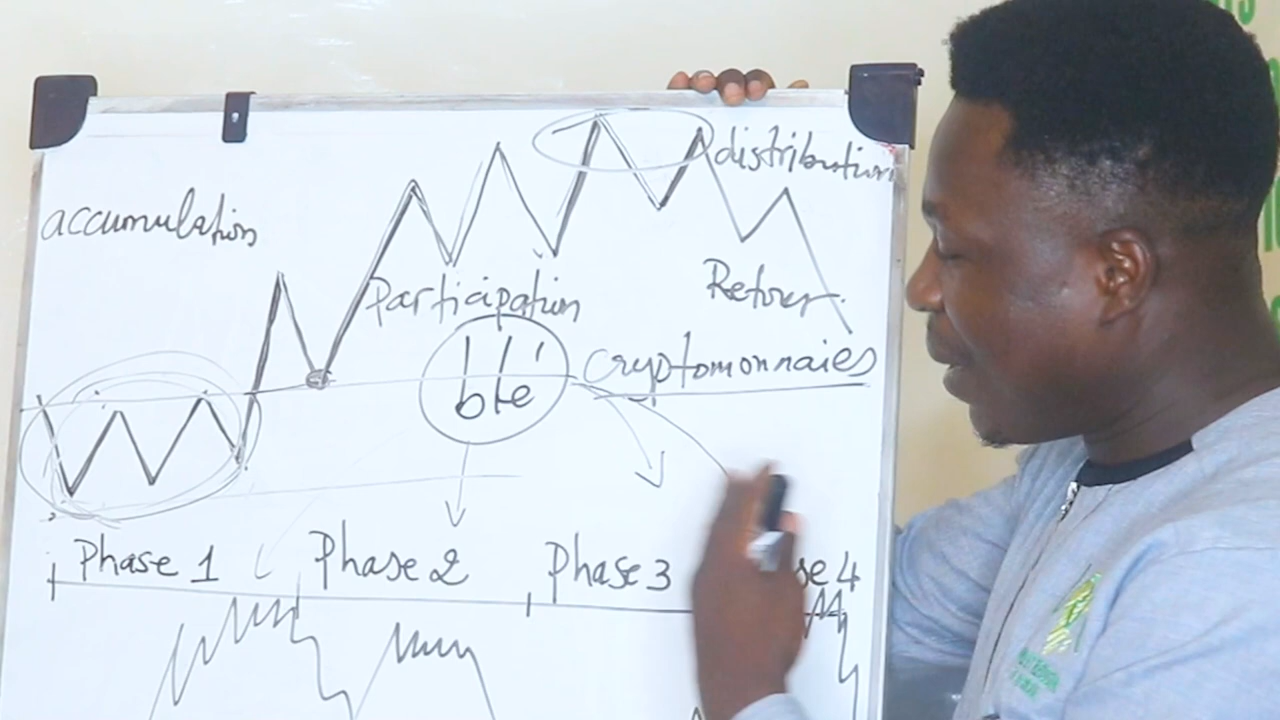 distribution
accumulation
Participation
Retour
blé
cryptomonnaies
Phase 1
Phase 2
Phase 3
se 4